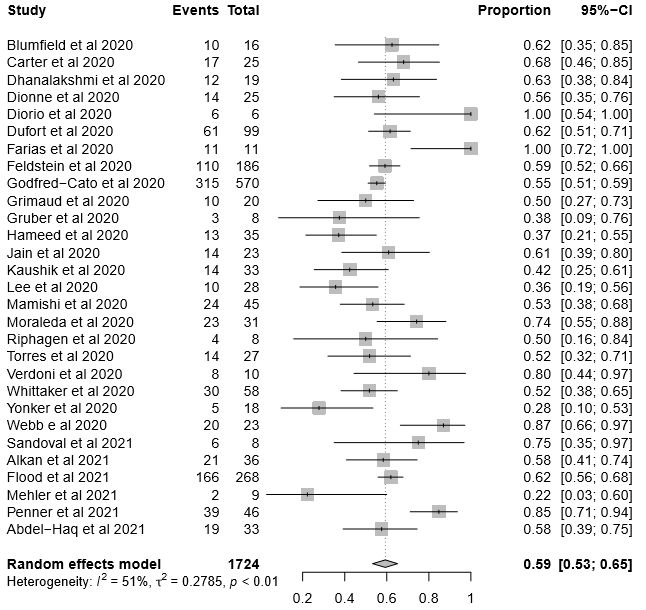 Study Events Total Proportion 95%−CI
Blumfield et al 2020 10 16 0.62 [0.35; 0.85]
Carter et al 2020 17 25 0.68 [0.46; 0.85]
Dhanalakshmi et al 2020 12 19 0.63 [0.38; 0.84]
Dionne et al 2020 14 25 0.56 [0.35; 0.76]
Diorio et al 2020 6 6 1.00 [0.54; 1.00]
Dufort et al 2020 61 99 0.62 [0.51; 0.71]
Farias et al 2020 11 11 1.00 [0.72; 1.00]
Feldstein et al 2020 110 186 0.59 [0.52; 0.66]
Godfred−Cato et al 2020 315 570 0.55 [0.51; 0.59]
Grimaud et al 2020 10 20 0.50 [0.27; 0.73]
Gruber et al 2020 3 8 0.38 [0.09; 0.76]
Hameed et al 2020 13 35 0.37 [0.21; 0.55]
Jain et al 2020 14 23 0.61 [0.39; 0.80]
Kaushik et al 2020 14 33 0.42 [0.25; 0.61]
Lee et al 2020 10 28 0.36 [0.19; 0.56]
Mamishi et al 2020 24 45 0.53 [0.38; 0.68]
Moraleda et al 2020 23 31 0.74 [0.55; 0.88]
Riphagen et al 2020 4 8 0.50 [0.16; 0.84]
Torres et al 2020 14 27 0.52 [0.32; 0.71]
Verdoni et al 2020 8 10 0.80 [0.44; 0.97]
Whittaker et al 2020 30 58 0.52 [0.38; 0.65]
Yonker et al 2020 5 18 0.28 [0.10; 0.53]
Webb e al 2020 20 23 0.87 [0.66; 0.97]
Sandoval et al 2021 6 8 0.75 [0.35; 0.97]
Alkan et al 2021 21 36 0.58 [0.41; 0.74]
Flood et al 2021 166 268 0.62 [0.56; 0.68]
Mehler et al 2021 2 9 0.22 [0.03; 0.60]
Penner et al 2021 39 46 0.85 [0.71; 0.94]
Abdel−Haq et al 2021 19 33 0.58 [0.39; 0.75]
Random effects model 1724 0.59 [0.53; 0.65]
Heterogeneity: I² = 51%, τ² = 0.2785, p < 0.01
0.2 0.4 0.6 0.8 1